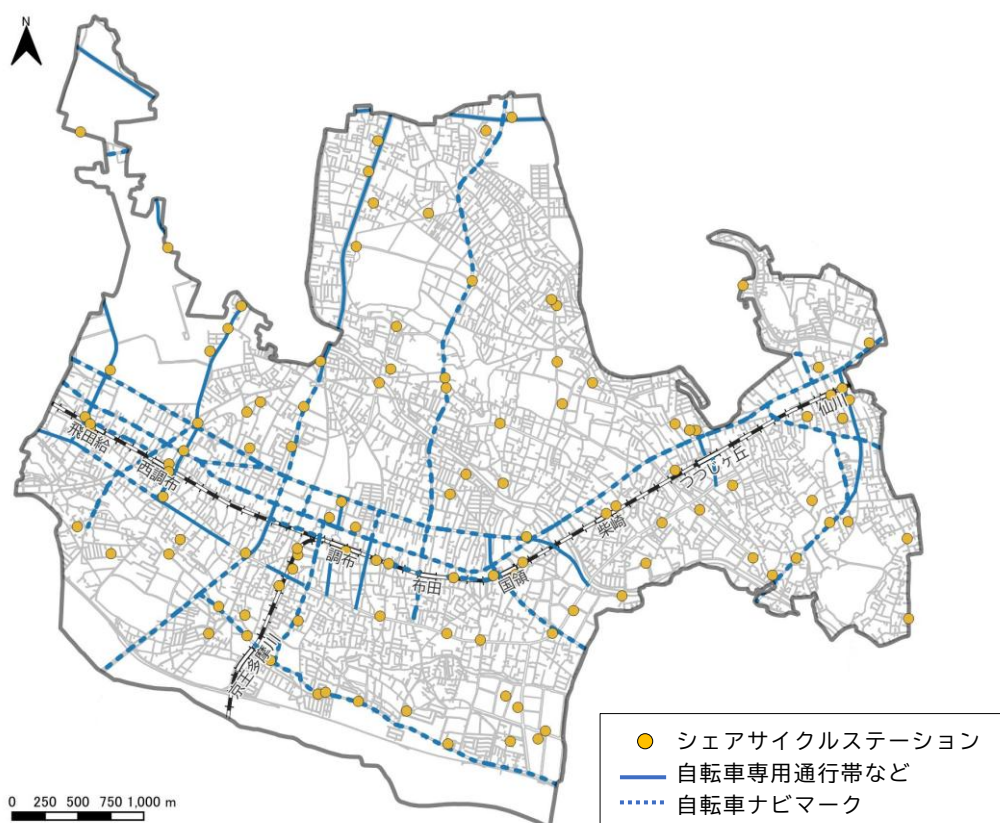 N
飛田給
西調布
調布
布田
国領
柴崎
つつじヶ丘
仙川
京王多摩川
シェアサイクルステーション
自転車専用通行帯など
自転車ナビマーク
0 250 500 750 1,000 m